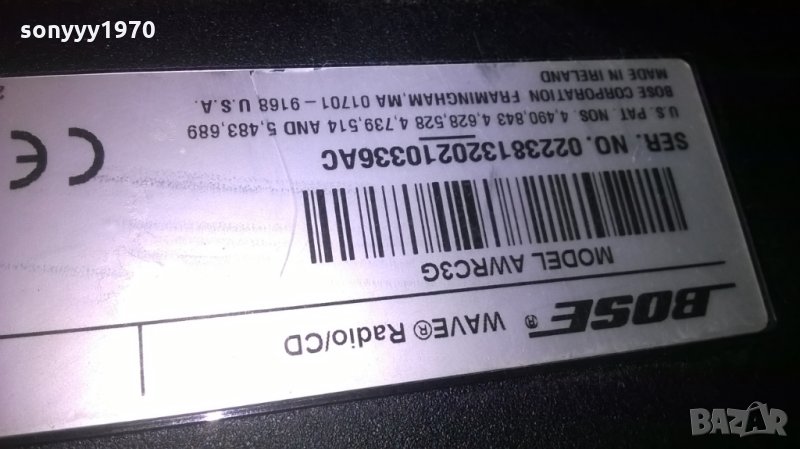 sonyyy1970
BOSE ® WAVE® Radio/CD
MODEL AWRC3G
SER. NO. 022381320210336AC
U.S. PAT. NOS. 4,490,843 4,628,528 4,739,514 AND 5,483,689
BOSE CORPORATION FRAMINGHAM,MA 01701-9168 U.S.A.
MADE IN IRELAND
CE
BAZAR